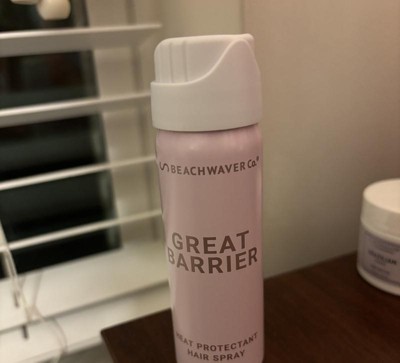 BEACHWAVER Co®
GREAT
BARRIER
HEAT PROTECTANT
HAIR SPRAY